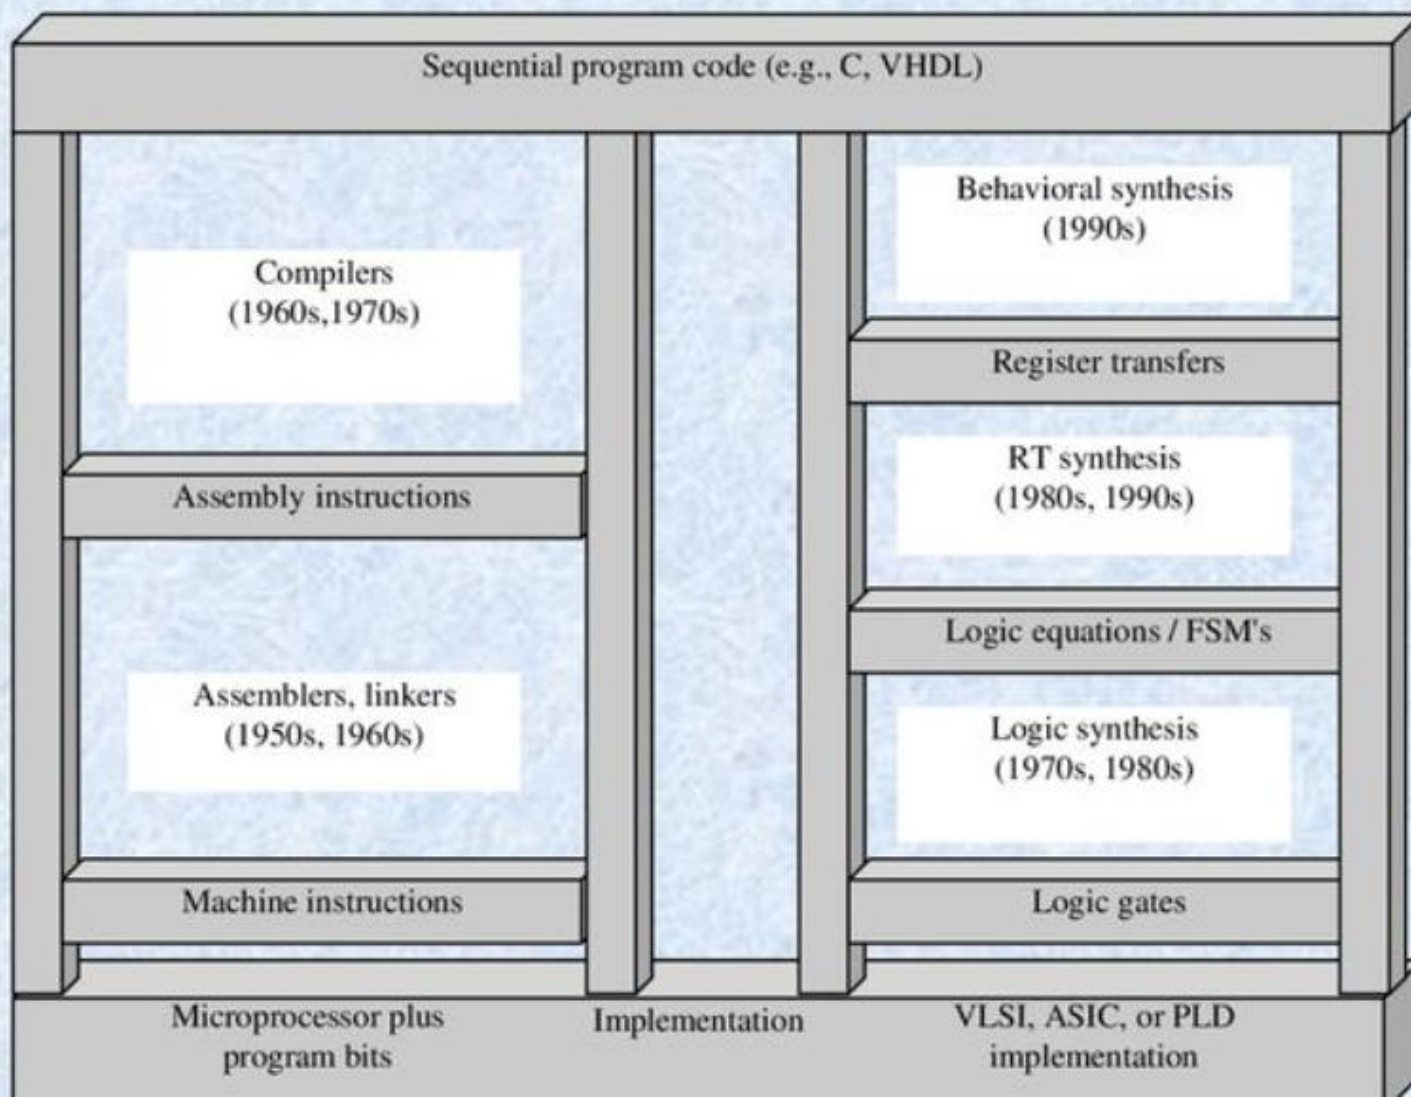 Sequential program code (e.g., C, VHDL)
Compilers
(1960s,1970s)
Assembly instructions
Assemblers, linkers
(1950s, 1960s)
Machine instructions
Behavioral synthesis
(1990s)
Register transfers
RT synthesis
(1980s, 1990s)
Logic equations / FSM's
Logic synthesis
(1970s, 1980s)
Logic gates
Microprocessor plus
program bits
Implementation
VLSI, ASIC, or PLD
implementation